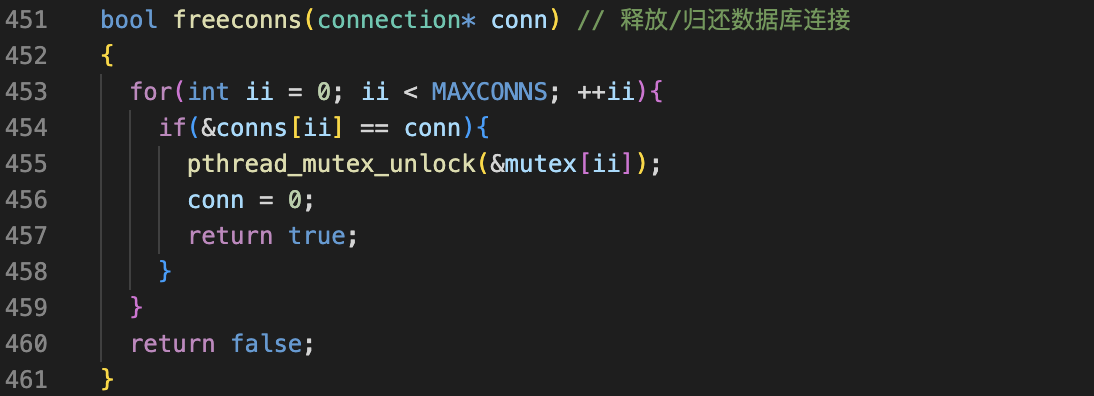 451 bool freeconns(connection* conn) // 释放/归还数据库连接
452 {
453 for(int ii = 0; ii < MAXCONNS; ++ii){
454 if(&conns[ii] == conn){
455 pthread_mutex_unlock(&mutex[ii]);
456 conn = 0;
457 return true;
458 }
459 }
460 return false;
461 }